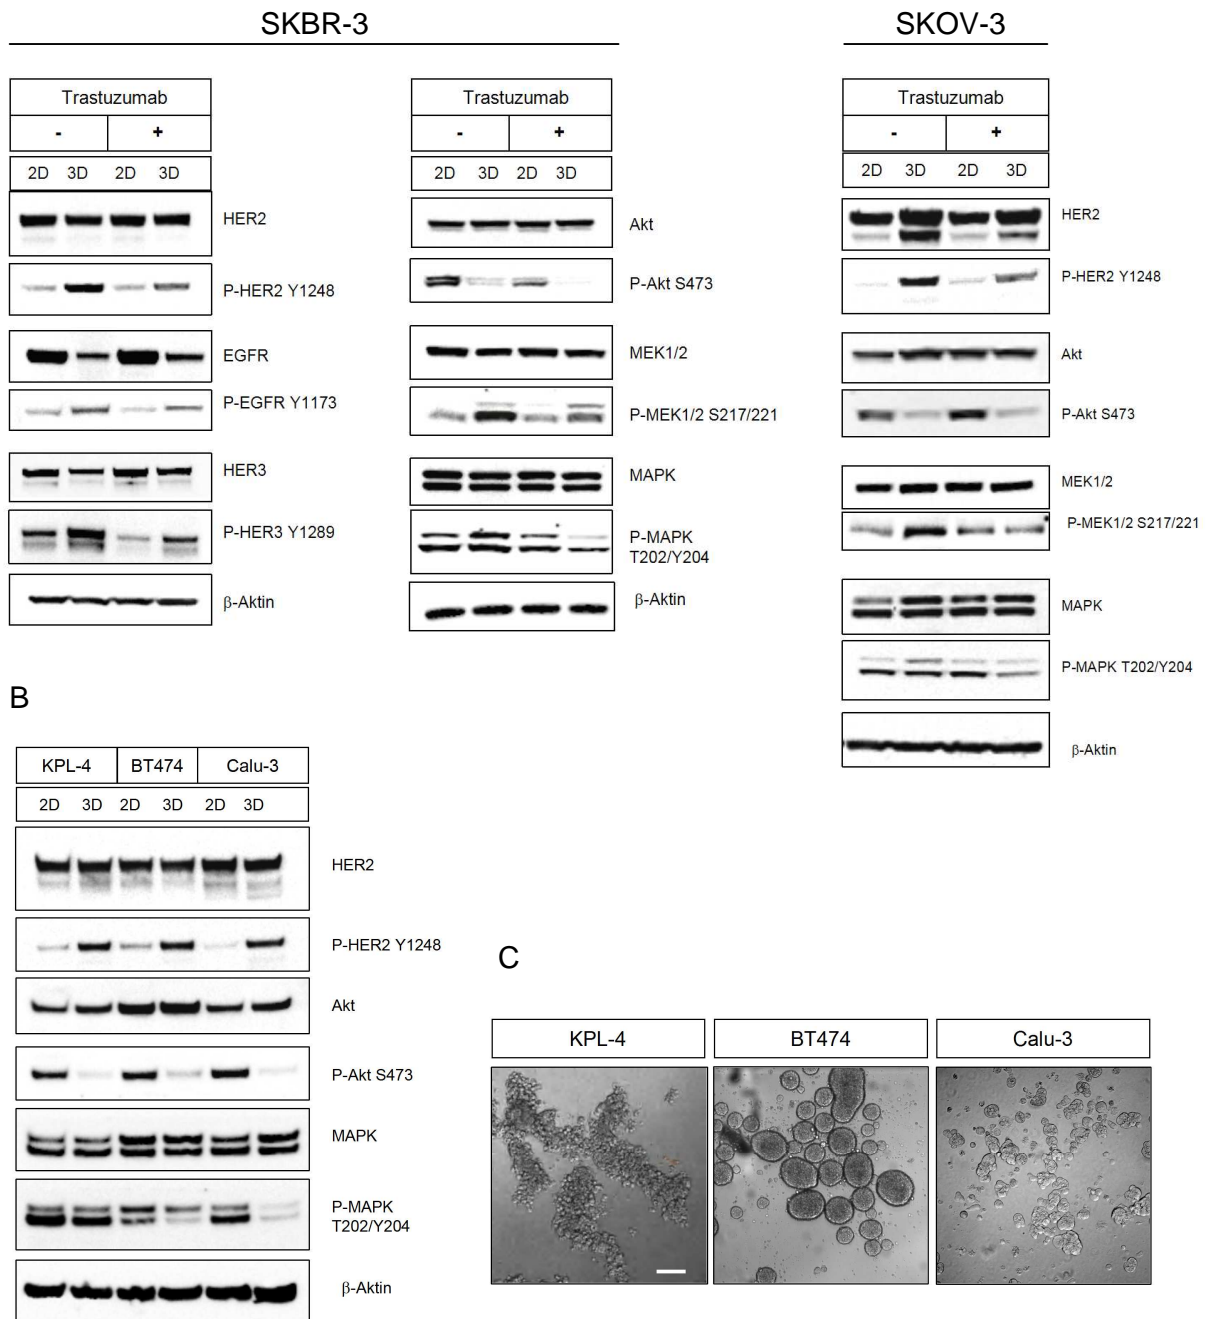 SKBR-3
SKOV-3
Trastuzumab
- +
2D 3D 2D 3D
HER2
P-HER2 Y1248
EGFR
P-EGFR Y1173
HER3
P-HER3 Y1289
β-Aktin
Trastuzumab
- +
2D 3D 2D 3D
Akt
P-Akt S473
MEK1/2
P-MEK1/2 S217/221
MAPK
P-MAPK
T202/Y204
β-Aktin
Trastuzumab
- +
2D 3D 2D 3D
HER2
P-HER2 Y1248
Akt
P-Akt S473
MEK1/2
P-MEK1/2 S217/221
MAPK
P-MAPK T202/Y204
β-Aktin
B
KPL-4 BT474 Calu-3
2D 3D 2D 3D 2D 3D
HER2
P-HER2 Y1248
Akt
P-Akt S473
MAPK
P-MAPK
T202/Y204
β-Aktin
C
KPL-4 BT474 Calu-3